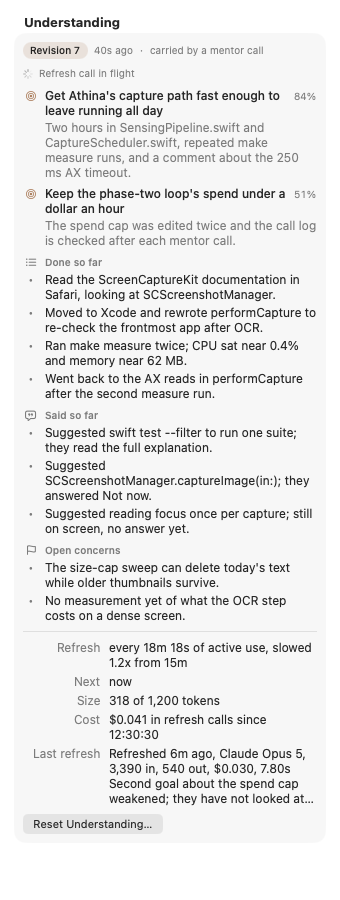 Understanding
Revision 7 40s ago · carried by a mentor call
Refresh call in flight
Get Athina's capture path fast enough to 84%
leave running all day
Two hours in SensingPipeline.swift and
CaptureScheduler.swift, repeated make
measure runs, and a comment about the 250
ms AX timeout.
Keep the phase-two loop's spend under a 51%
dollar an hour
The spend cap was edited twice and the call log
is checked after each mentor call.
Done so far
· Read the ScreenCaptureKit documentation in
Safari, looking at SCScreenshotManager.
· Moved to Xcode and rewrote performCapture to
re-check the frontmost app after OCR.
· Ran make measure twice; CPU sat near 0.4%
and memory near 62 MB.
· Went back to the AX reads in performCapture
after the second measure run.
Said so far
· Suggested swift test --filter to run one suite;
they read the full explanation.
· Suggested
SCScreenshotManager.captureImage(in:); they
answered Not now.
· Suggested reading focus once per capture; still
on screen, no answer yet.
Open concerns
· The size-cap sweep can delete today's text
while older thumbnails survive.
· No measurement yet of what the OCR step
costs on a dense screen.
Refresh every 18m 18s of active use, slowed
1.2x from 15m
Next now
Size 318 of 1,200 tokens
Cost $0.041 in refresh calls since
12:30:30
Last refresh Refreshed 6m ago, Claude Opus 5,
3,390 in, 540 out, $0.030, 7.80s
Second goal about the spend cap
weakened; they have not looked at…
Reset Understanding…